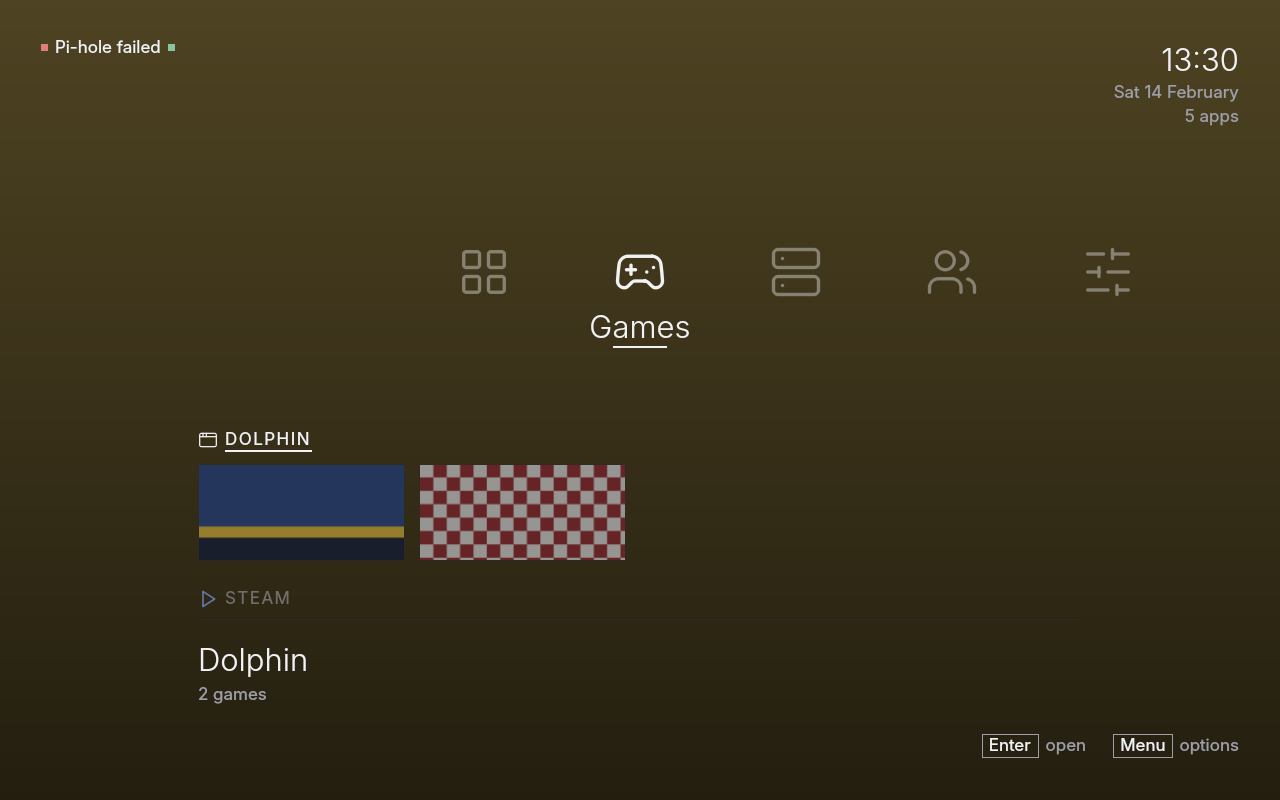 Pi-hole failed
13:30
Sat 14 February
5 apps
Games
DOLPHIN
STEAM
Dolphin
2 games
Enter open Menu options